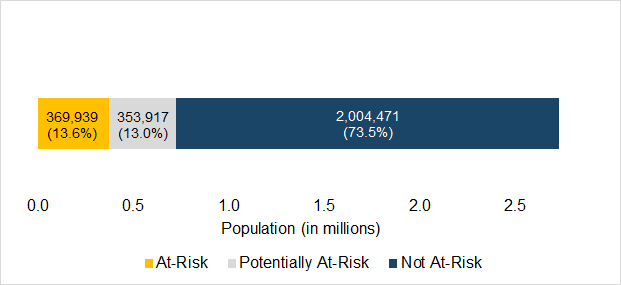 369,939
(13.6%)
353,917
(13.0%)
2,004,471
(73.5%)
0.0 0.5 1.0 1.5 2.0 2.5
Population (in millions)
At-Risk Potentially At-Risk Not At-Risk